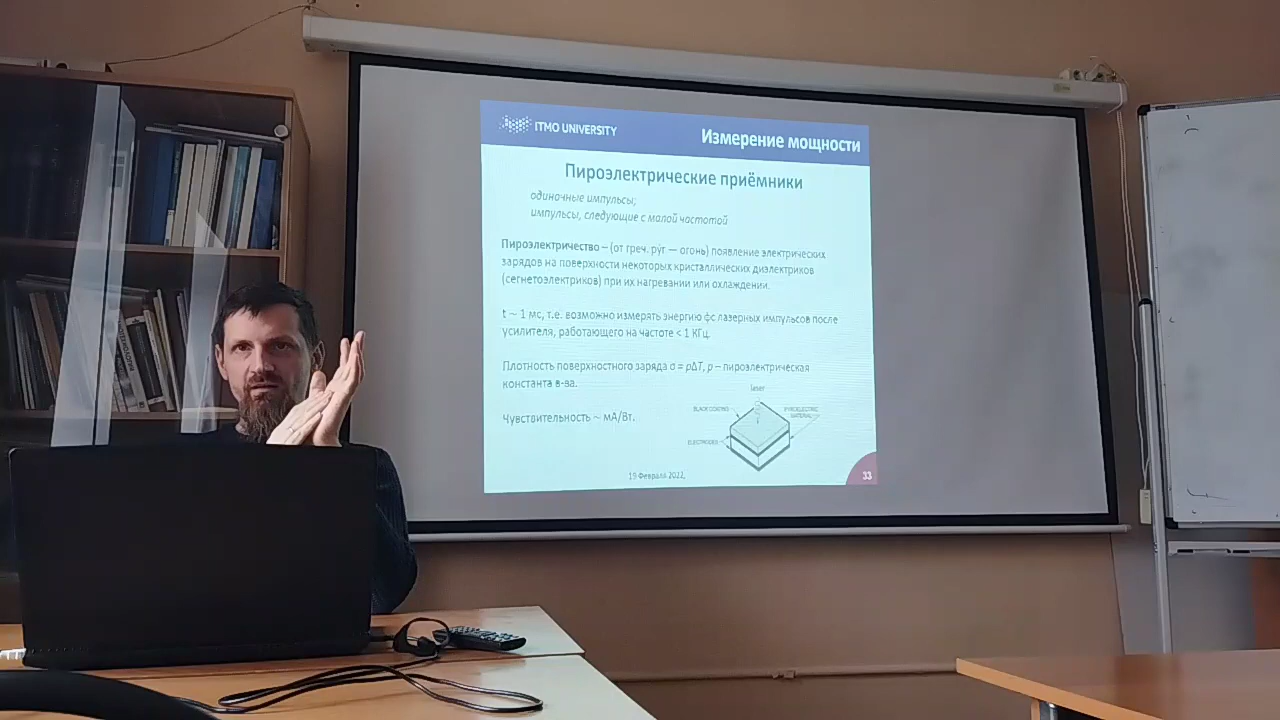 ITMO UNIVERSITY
Измерение мощности
Пироэлектрические приёмники
одиночные импульсы;
импульсы, следующие с малой частотой
Пироэлектричество – (от греч. pýr — огонь) появление электрических
зарядов на поверхности некоторых кристаллических диэлектриков
(сегнетоэлектриков) при их нагревании или охлаждении.
t ~ 1 мс, т.е. возможно измерять энергию фс лазерных импульсов после
усилителя, работающего на частоте < 1 КГц.
Плотность поверхностного заряда σ = pΔT, p – пироэлектрическая
константа в-ва.
Чувствительность ~ мА/Вт.
laser
BLACK COATING
PYROELECTRIC
MATERIAL
ELECTRODES
19 Февраля 2022,
33